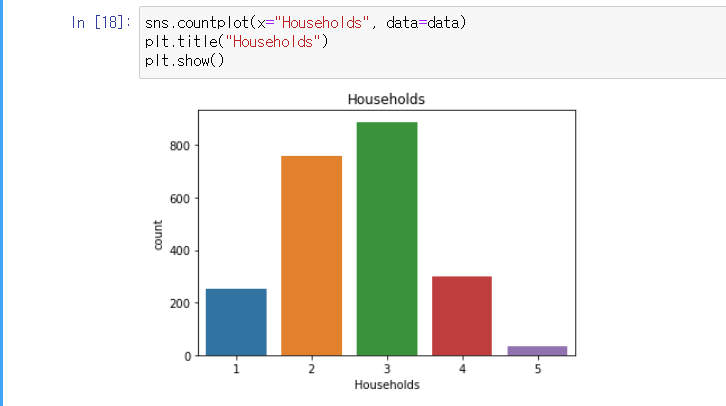 In [18]: sns.countplot(x="Households", data=data)
plt.title("Households")
plt.show()
Households
800
600
400
200
0
count
1 2 3 4 5
Households